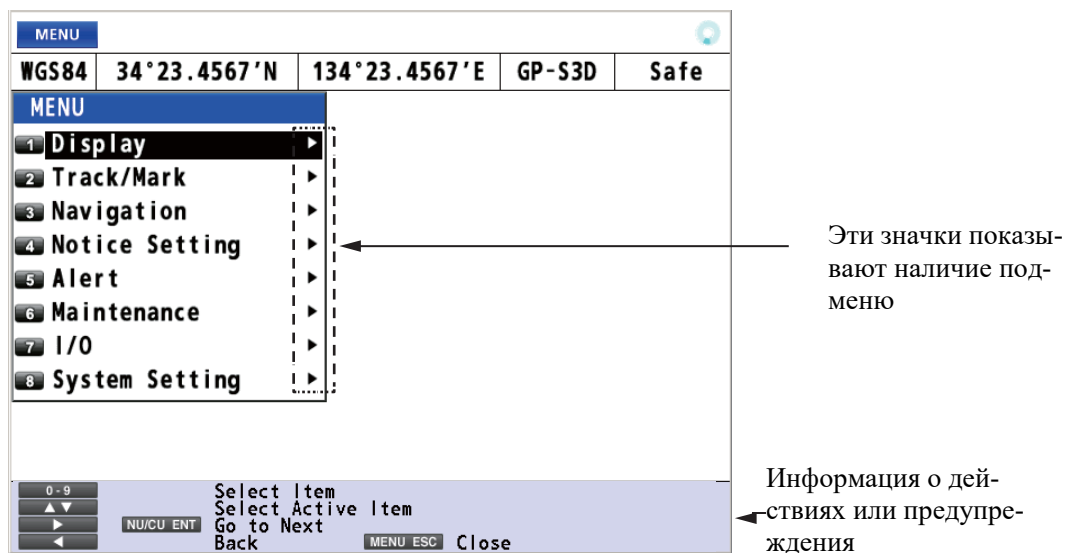 MENU
WGS84 34°23.4567'N 134°23.4567'E GP-S3D Safe
MENU
1 Display ▶
2 Track/Mark ▶
3 Navigation ▶
4 Notice Setting ▶
5 Alert ▶
6 Maintenance ▶
7 I/O ▶
8 System Setting ▶
Эти значки показы-
вают наличие под-
меню
0-9 Select Item
▲▼ Select Active Item
▶ NU/CU ENT Go to Next
◀ Back MENU ESC Close
Информация о дей-
ствиях или предупре-
ждения